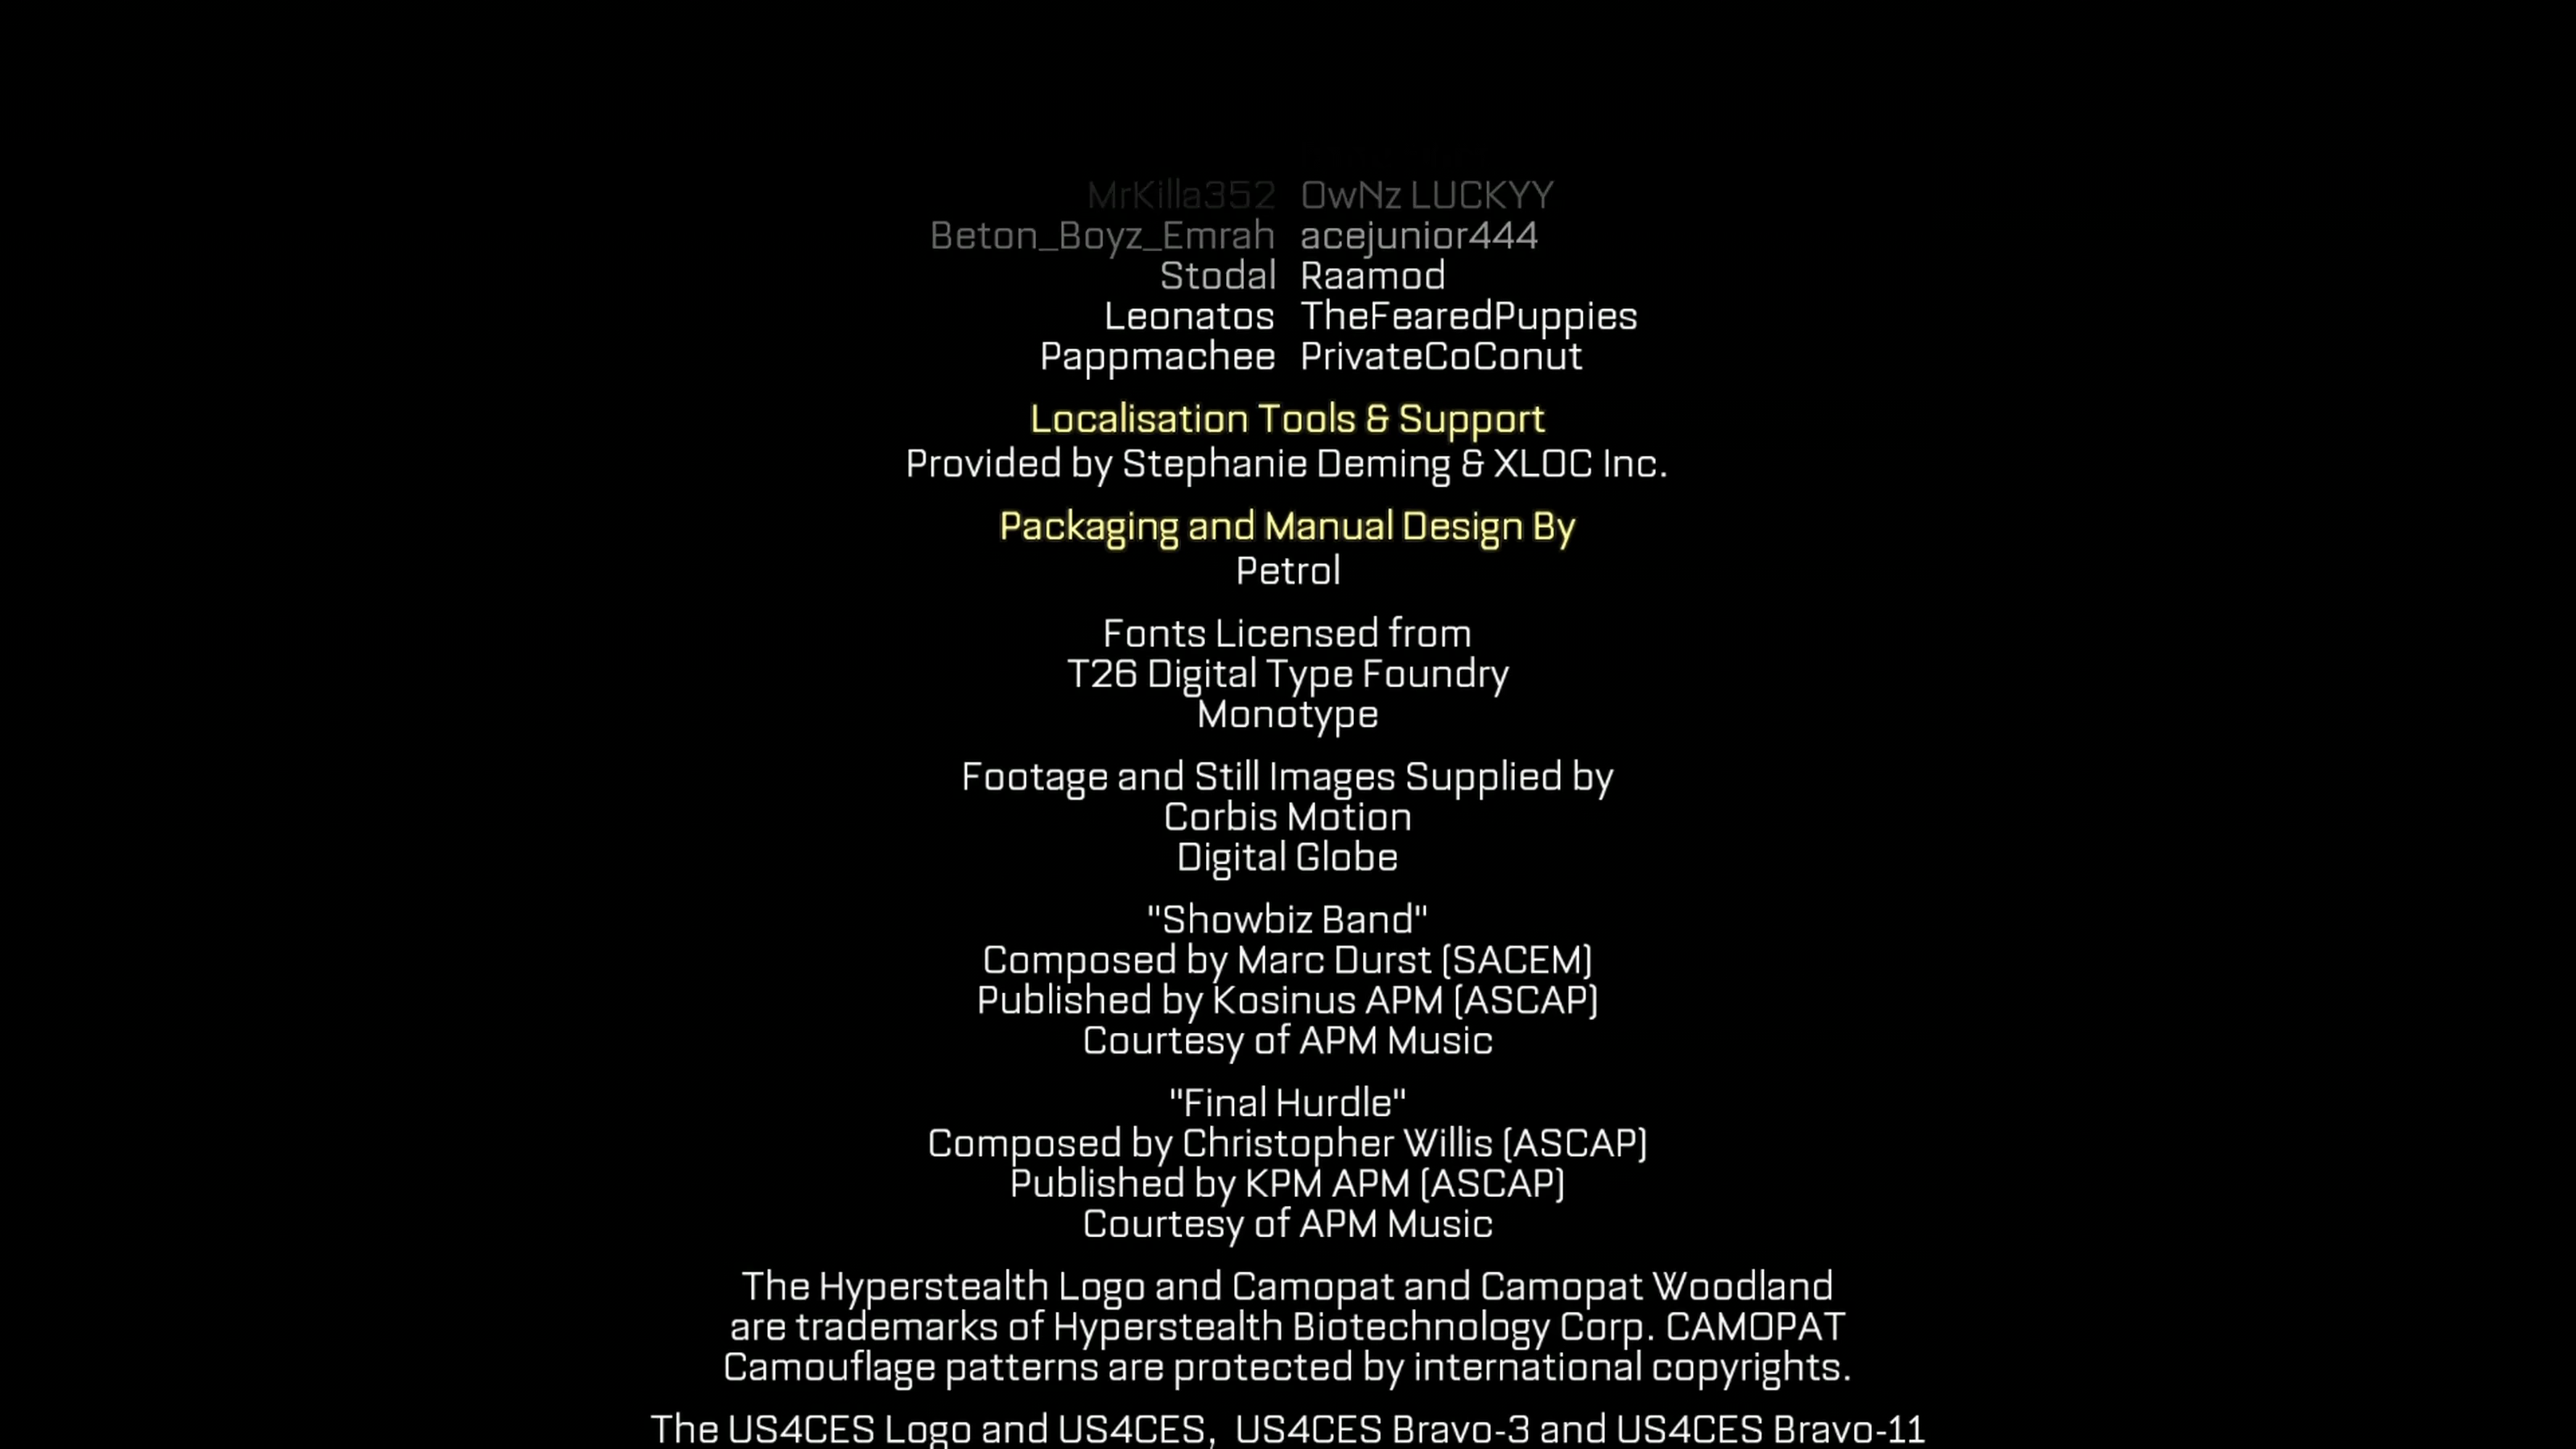 MrKilla352 OwNz LUCKYY
Beton_Boyz_Emrah acejunior444
Stodal Raamod
Leonatos TheFearedPuppies
Pappmachee PrivateCoConut
Localisation Tools & Support
Provided by Stephanie Deming & XLOC Inc.
Packaging and Manual Design By
Petrol
Fonts Licensed from
T26 Digital Type Foundry
Monotype
Footage and Still Images Supplied by
Corbis Motion
Digital Globe
"Showbiz Band"
Composed by Marc Durst (SACEM)
Published by Kosinus APM (ASCAP)
Courtesy of APM Music
"Final Hurdle"
Composed by Christopher Willis (ASCAP)
Published by KPM APM (ASCAP)
Courtesy of APM Music
The Hyperstealth Logo and Camopat and Camopat Woodland
are trademarks of Hyperstealth Biotechnology Corp. CAMOPAT
Camouflage patterns are protected by international copyrights.
The US4CES Logo and US4CES, US4CES Bravo-3 and US4CES Bravo-11